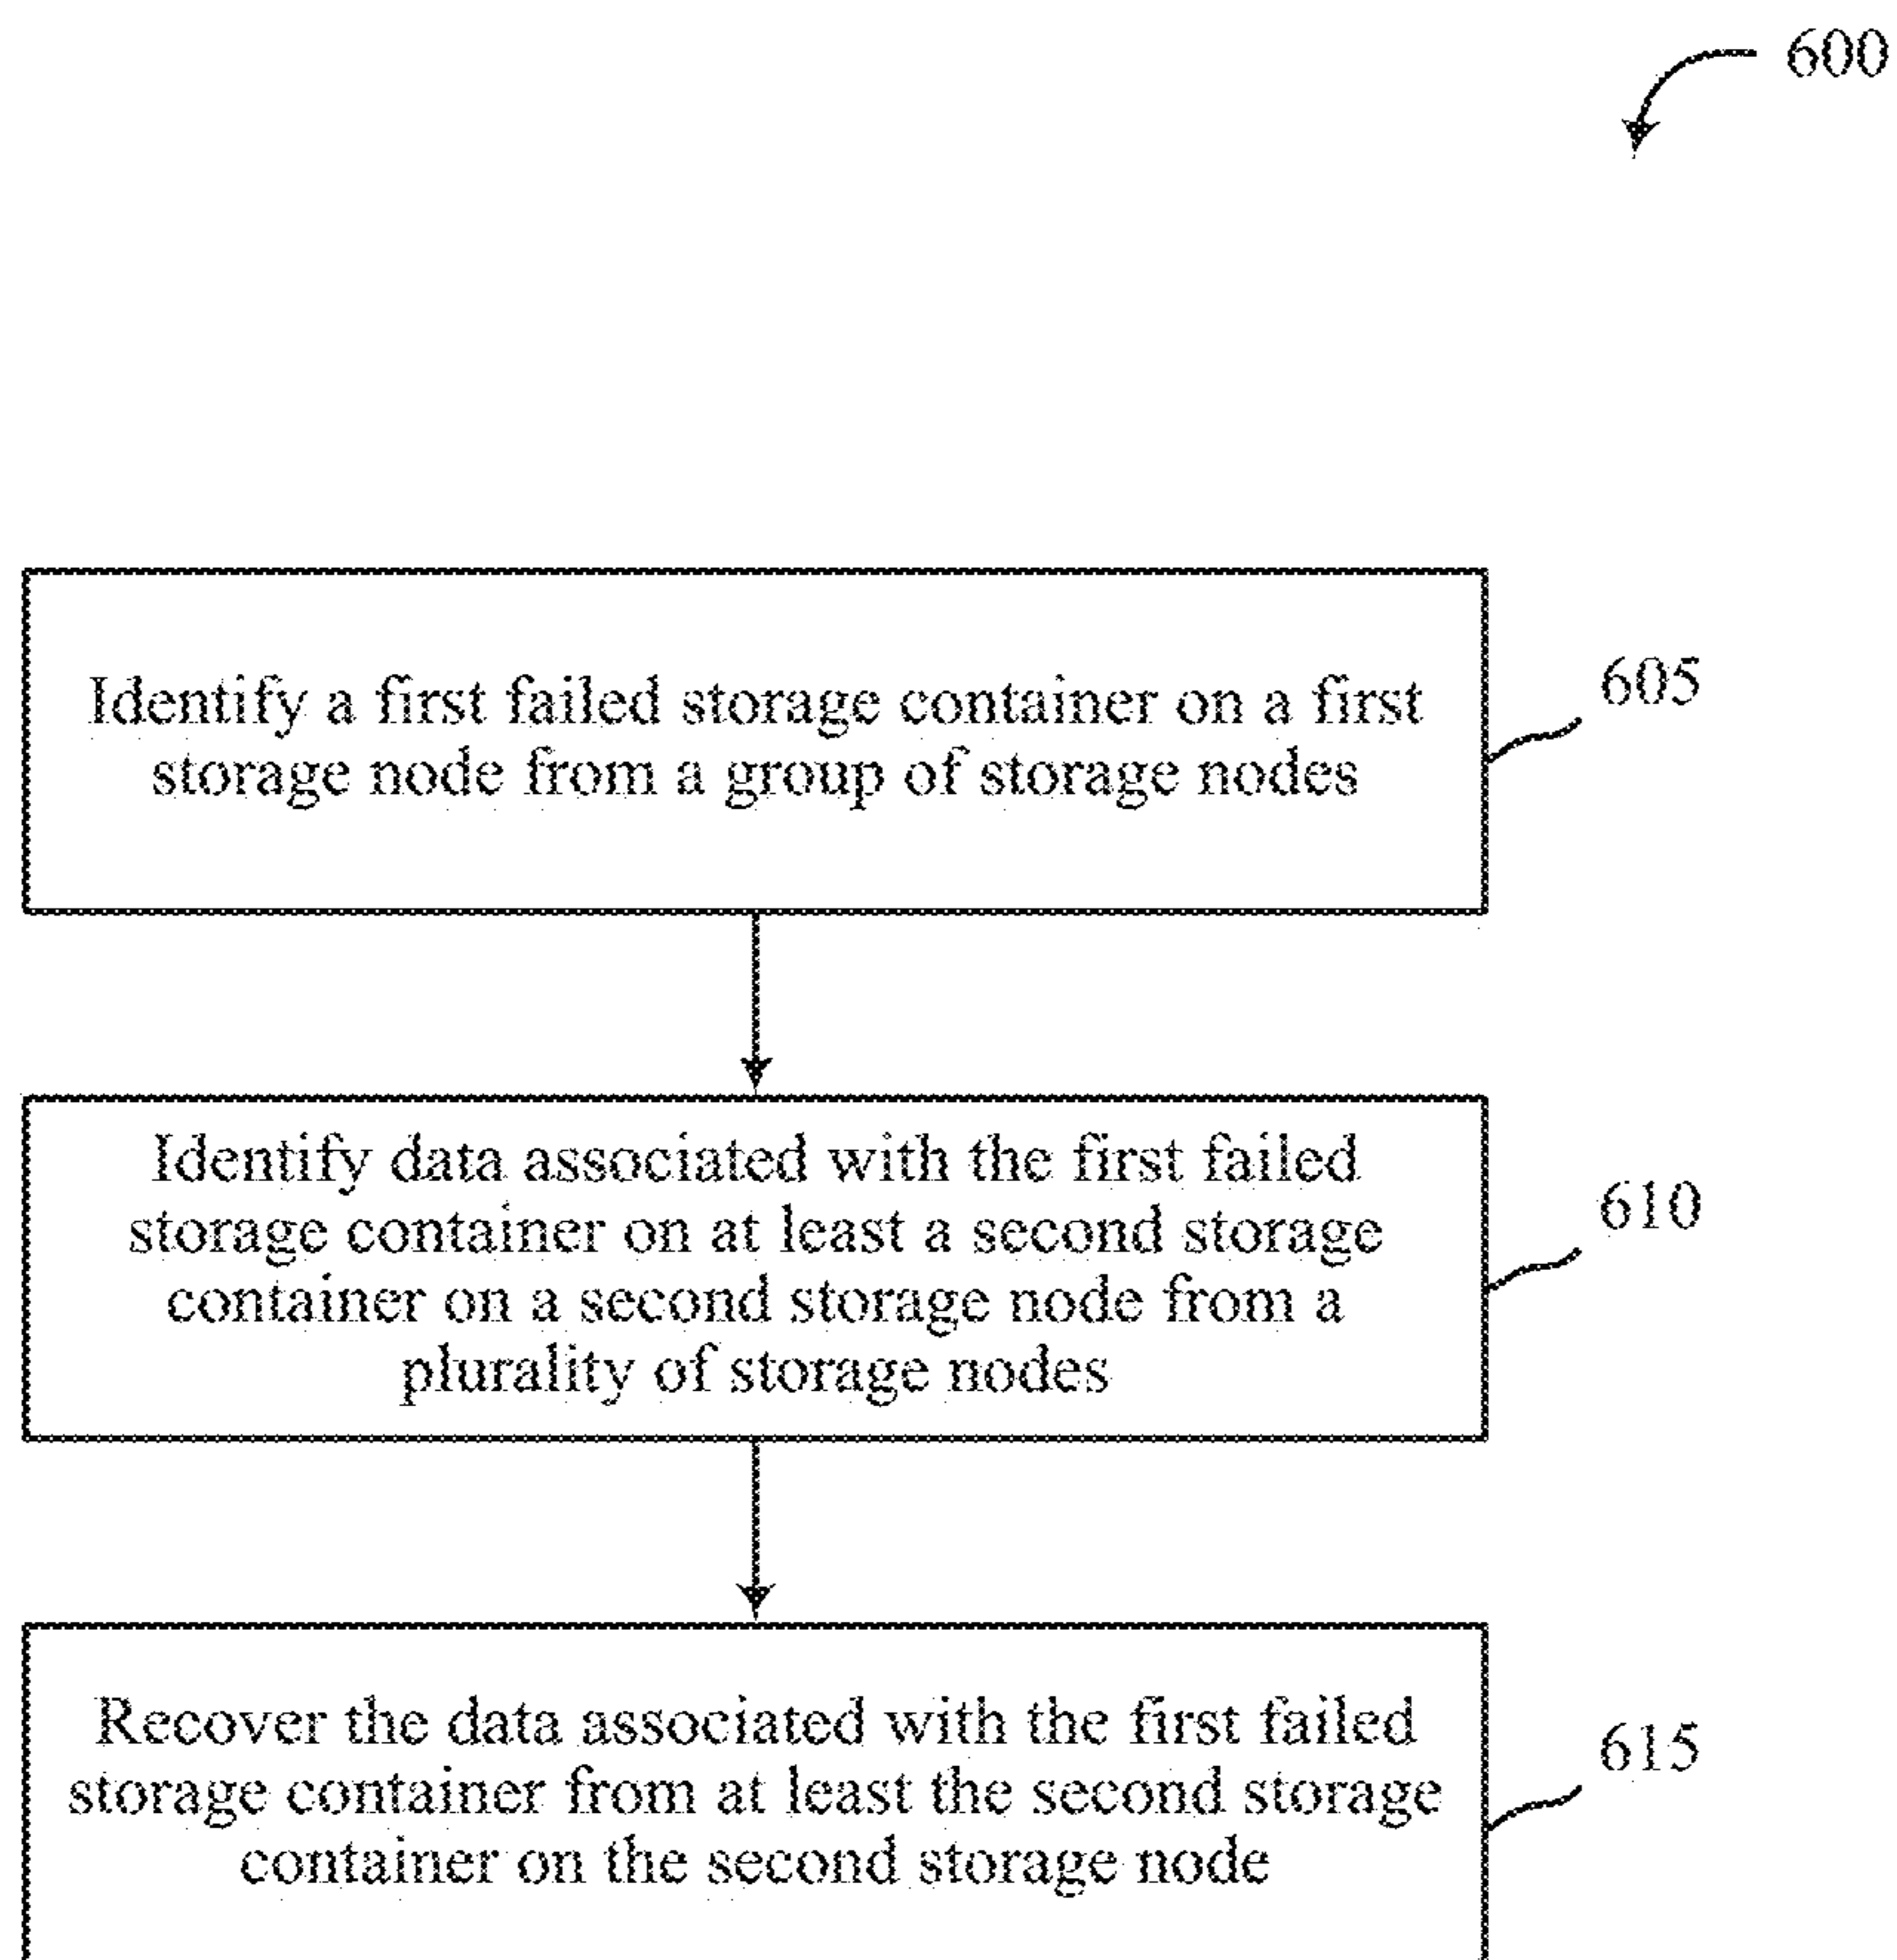 600
Identify a first failed storage container on a first
storage node from a group of storage nodes
605
Identify data associated with the first failed
storage container on at least a second storage
container on a second storage node from a
plurality of storage nodes
610
Recover the data associated with the first failed
storage container from at least the second storage
container on the second storage node
615